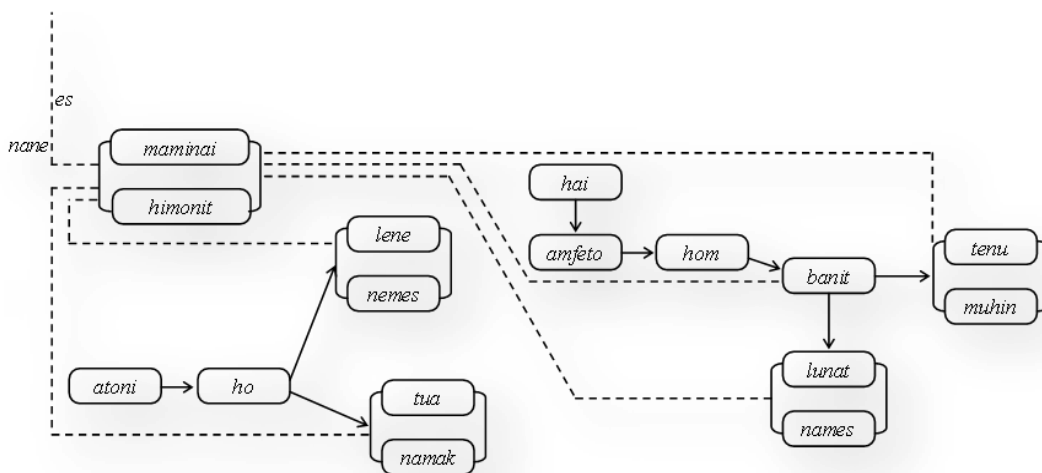 es
nane
maminai
himonit
hai
lene
amfeto
hom
tenu
banit
nemes
muhin
lunat
atoni
ho
tua
names
namak